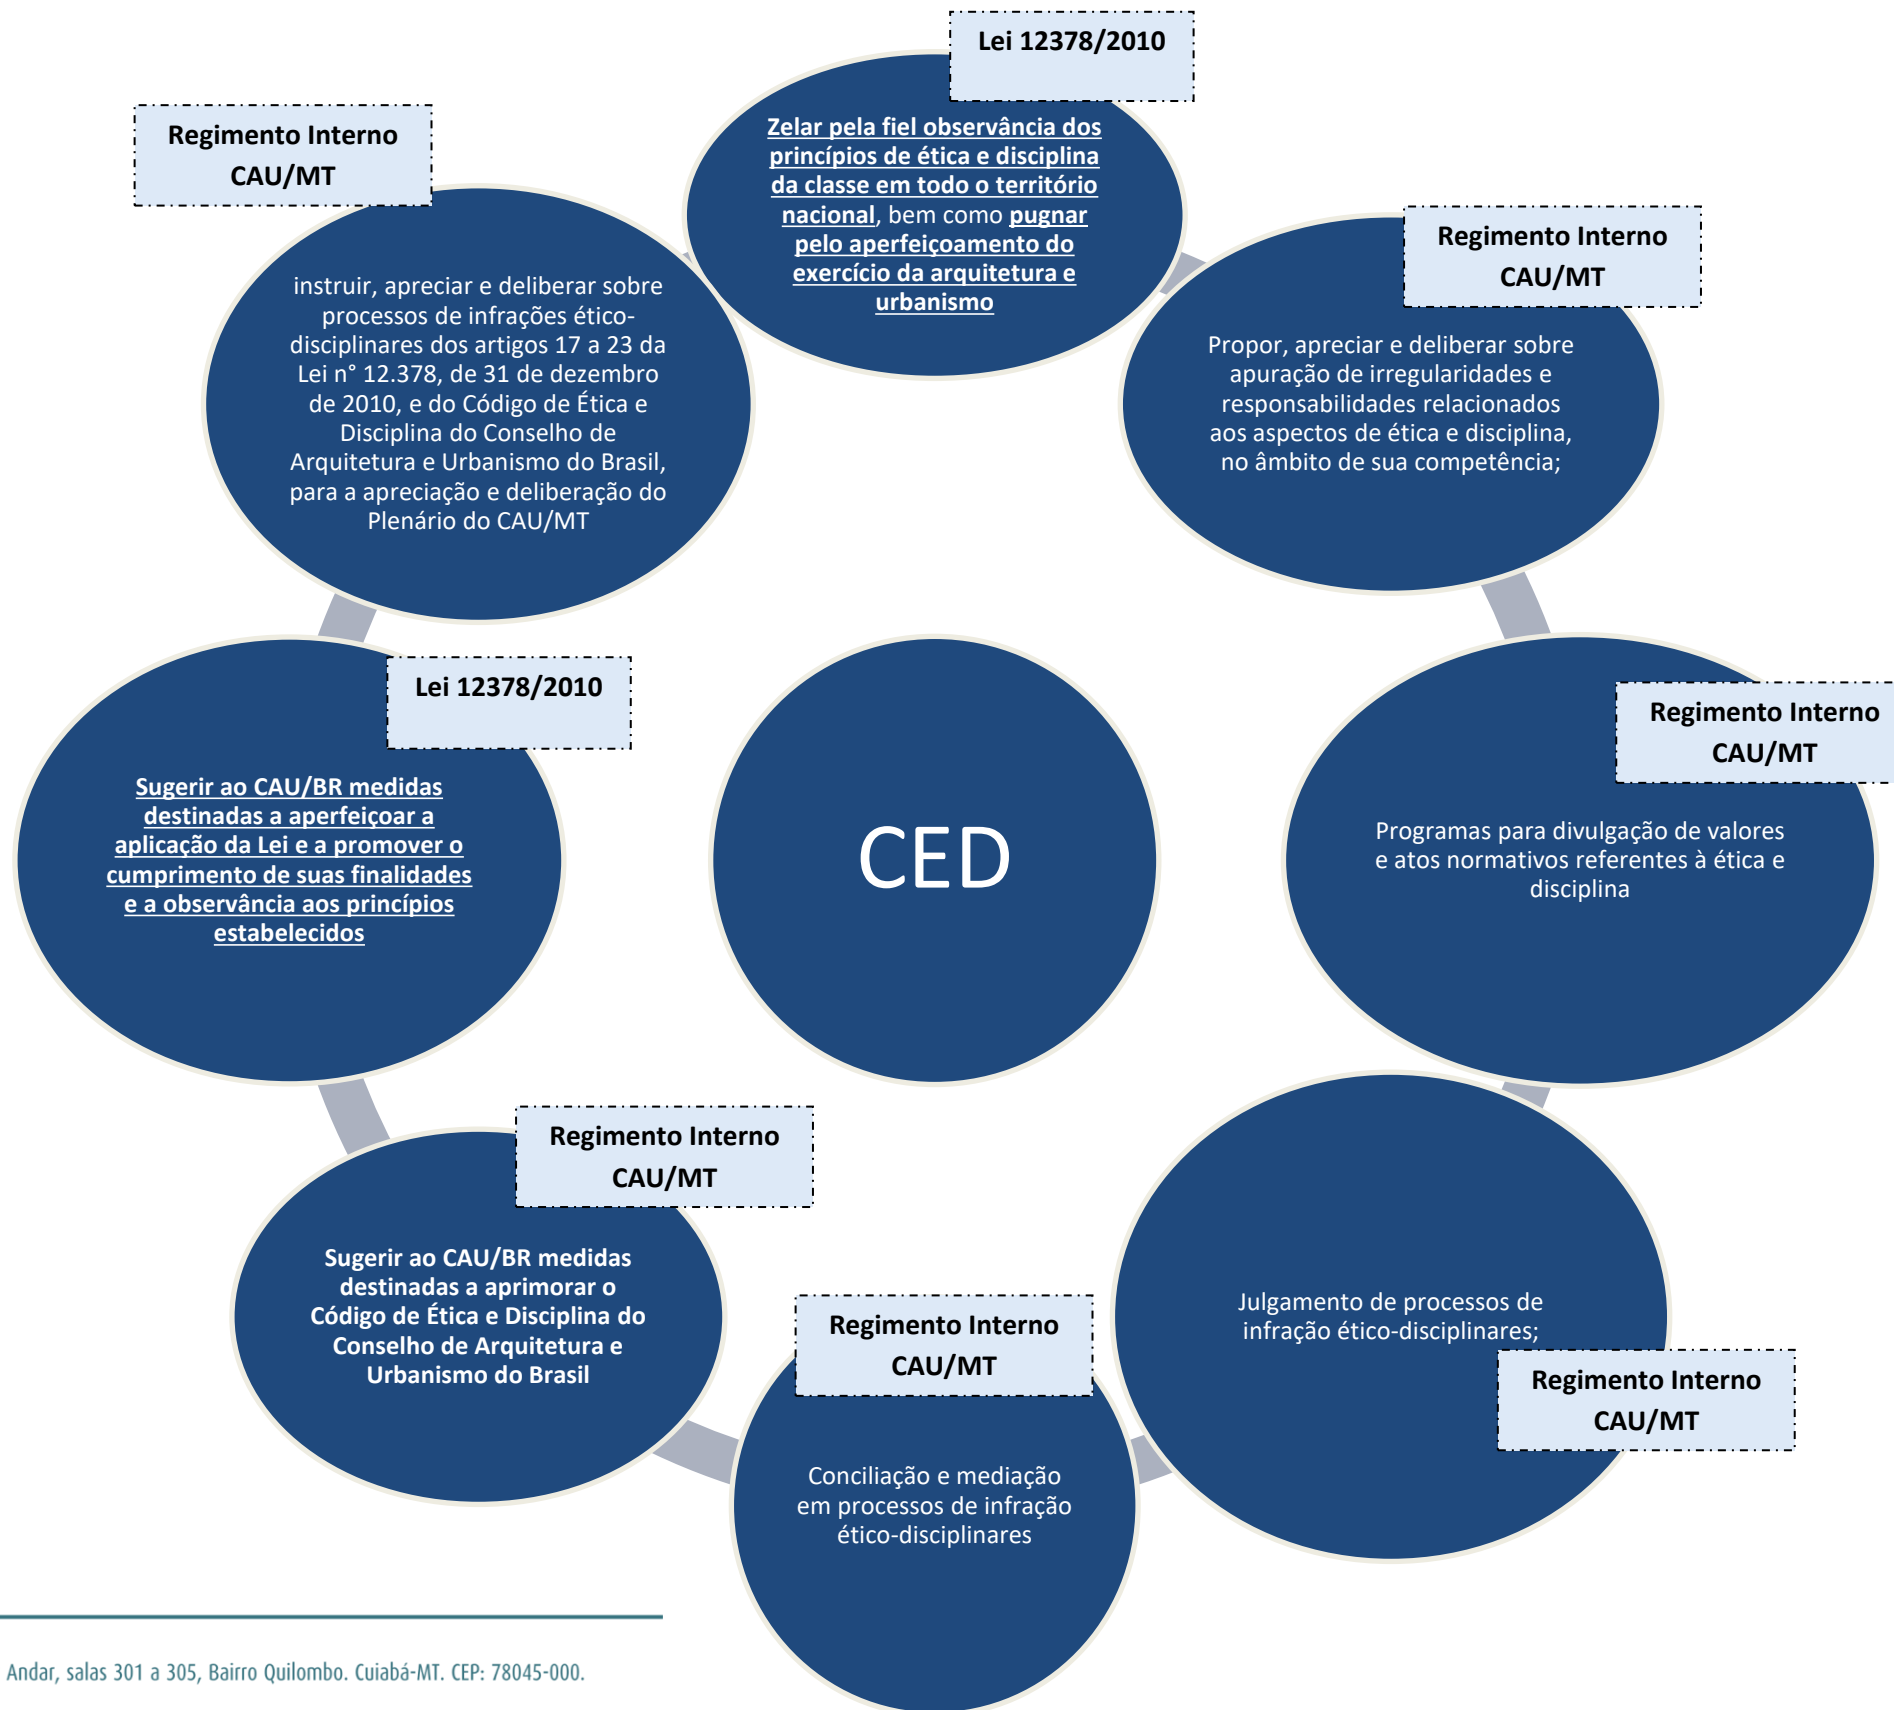 Lei 12378/2010
Zelar pela fiel observância dos
princípios de ética e disciplina
da classe em todo o território
nacional, bem como pugnar
pelo aperfeiçoamento do
exercício da arquitetura e
urbanismo
Regimento Interno
CAU/MT
Propor, apreciar e deliberar sobre
apuração de irregularidades e
responsabilidades relacionados
aos aspectos de ética e disciplina,
no âmbito de sua competência;
Regimento Interno
CAU/MT
Programas para divulgação de valores
e atos normativos referentes à ética e
disciplina
Julgamento de processos de
infração ético-disciplinares;
Regimento Interno
CAU/MT
Regimento Interno
CAU/MT
Conciliação e mediação
em processos de infração
ético-disciplinares
Regimento Interno
CAU/MT
Sugerir ao CAU/BR medidas
destinadas a aprimorar o
Código de Ética e Disciplina do
Conselho de Arquitetura e
Urbanismo do Brasil
Lei 12378/2010
Sugerir ao CAU/BR medidas
destinadas a aperfeiçoar a
aplicação da Lei e a promover o
cumprimento de suas finalidades
e a observância aos princípios
estabelecidos
Regimento Interno
CAU/MT
instruir, apreciar e deliberar sobre
processos de infrações ético-
disciplinares dos artigos 17 a 23 da
Lei n° 12.378, de 31 de dezembro
de 2010, e do Código de Ética e
Disciplina do Conselho de
Arquitetura e Urbanismo do Brasil,
para a apreciação e deliberação do
Plenário do CAU/MT
CED
Andar, salas 301 a 305, Bairro Quilombo. Cuiabá-MT. CEP: 78045-000.